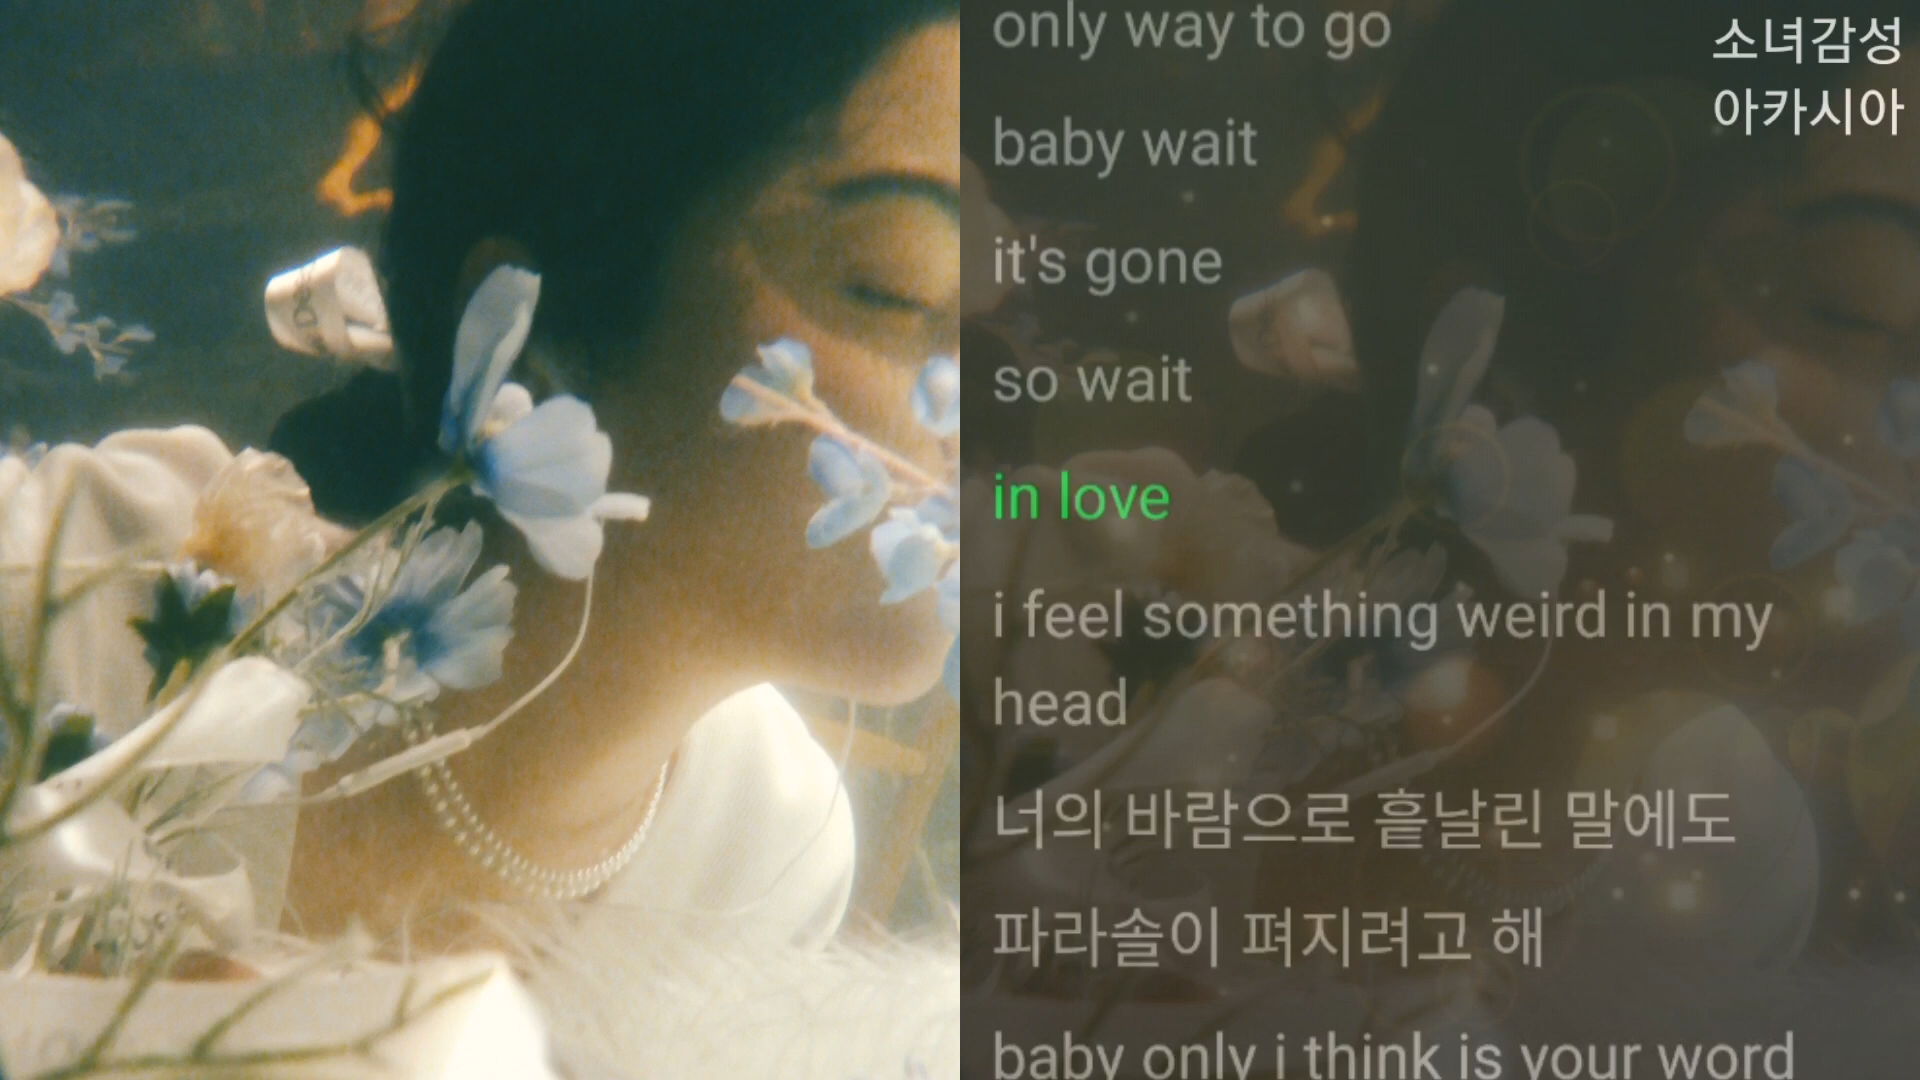 only way to go
baby wait
it's gone
so wait
in love
i feel something weird in my
head
너의 바람으로 흩날린 말에도
파라솔이 펴지려고 해
baby only i think is your word
소녀감성
아카시아